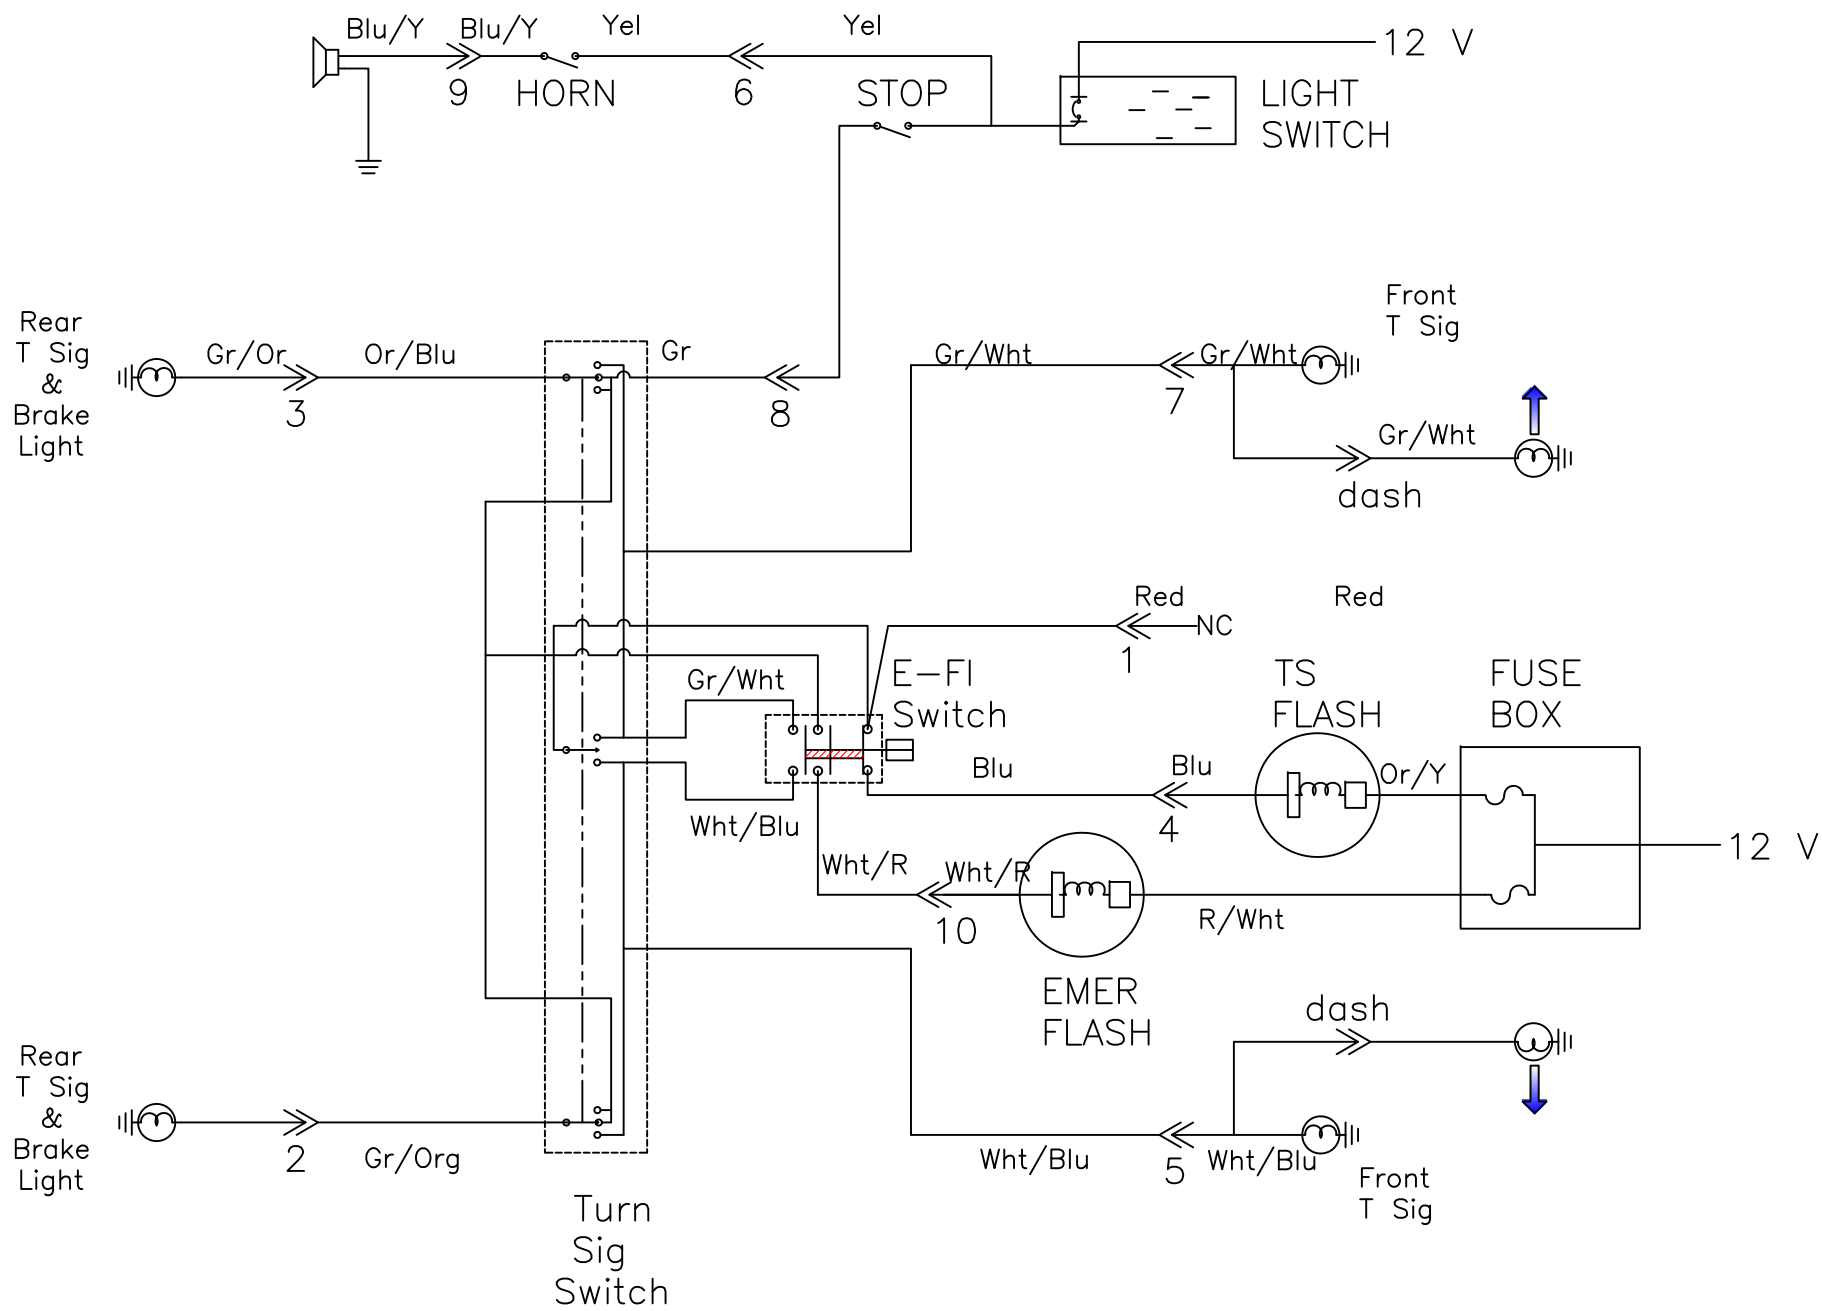 Blu/Y
Blu/Y
Yel
Yel
12 V
9
HORN
6
STOP
LIGHT
SWITCH
Rear
T Sig
&
Brake
Light
Gr/Or
3
Or/Blu
Gr
8
Gr/Wht
7
Gr/Wht
Front
T Sig
Gr/Wht
dash
Red
NC
1
Red
E-FI
Switch
Gr/Wht
TS
FLASH
FUSE
BOX
Blu
Blu
4
Or/Y
12 V
Wht/Blu
Wht/R
Wht/R
10
R/Wht
EMER
FLASH
dash
Rear
T Sig
&
Brake
Light
2
Gr/Org
Wht/Blu
5
Wht/Blu
Front
T Sig
Turn
Sig
Switch